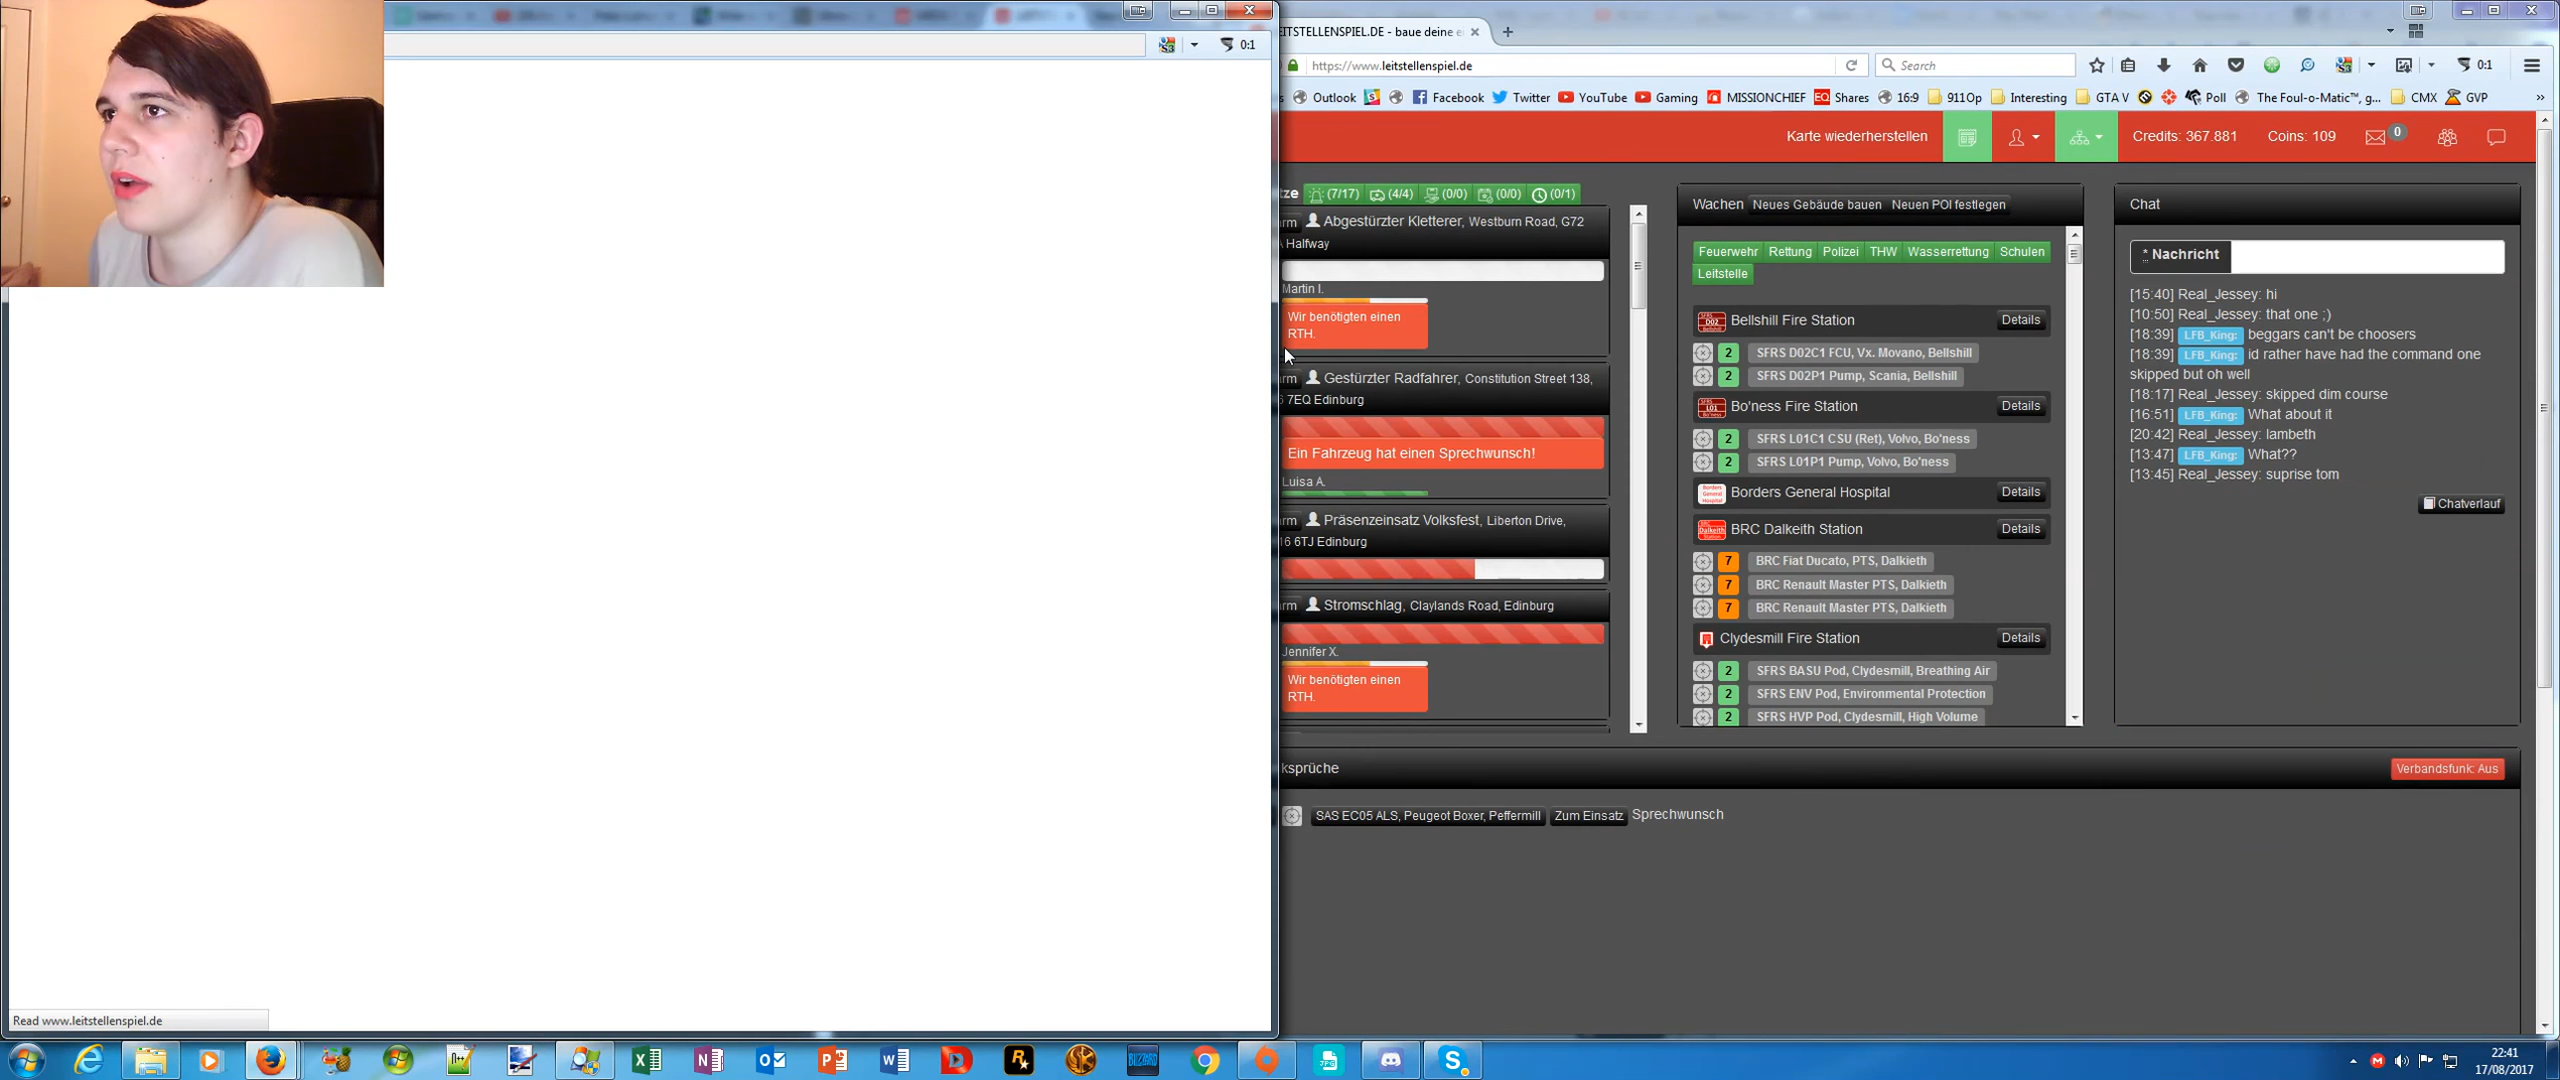 0:1
LEITSTELLENSPIEL.DE - baue deine e
https://www.leitstellenspiel.de
Search
0:1
Outlook
Facebook
Twitter
YouTube
Gaming
MISSIONCHIEF
EQ Shares
16:9
911Op
Interesting
GTA V
Poll
The Foul-o-Matic™, g...
CMX
GVP
Karte wiederherstellen
Credits: 367.881
Coins: 109
0
tze
(7/17)
(4/4)
(0/0)
(0/0)
(0/1)
Abgestürzter Kletterer, Westburn Road, G72
Halfway
Martin I.
Wir benötigten einen
RTH.
Gestürzter Radfahrer, Constitution Street 138,
7EQ Edinburg
Ein Fahrzeug hat einen Sprechwunsch!
Luisa A.
Präsenzeinsatz Volksfest, Liberton Drive,
16 6TJ Edinburg
Stromschlag, Claylands Road, Edinburg
Jennifer X.
Wir benötigten einen
RTH.
Wachen Neues Gebäude bauen Neuen POI festlegen
Feuerwehr Rettung Polizei THW Wasserrettung Schulen
Leitstelle
Bellshill Fire Station Details
2 SFRS D02C1 FCU, Vx. Movano, Bellshill
2 SFRS D02P1 Pump, Scania, Bellshill
Bo'ness Fire Station Details
2 SFRS L01C1 CSU (Ret), Volvo, Bo'ness
2 SFRS L01P1 Pump, Volvo, Bo'ness
Borders General Hospital Details
BRC Dalkeith Station Details
7 BRC Fiat Ducato, PTS, Dalkieth
7 BRC Renault Master PTS, Dalkieth
7 BRC Renault Master PTS, Dalkieth
Clydesmill Fire Station Details
2 SFRS BASU Pod, Clydesmill, Breathing Air
2 SFRS ENV Pod, Environmental Protection
2 SFRS HVP Pod, Clydesmill, High Volume
Chat
* Nachricht
[15:40] Real_Jessey: hi
[10:50] Real_Jessey: that one ;)
[18:39] LFB_King: beggars can't be choosers
[18:39] LFB_King: id rather have had the command one
skipped but oh well
[18:17] Real_Jessey: skipped dim course
[16:51] LFB_King: What about it
[20:42] Real_Jessey: lambeth
[13:47] LFB_King: What??
[13:45] Real_Jessey: suprise tom
Chatverlauf
ksprüche
Verbandsfunk: Aus
SAS EC05 ALS, Peugeot Boxer, Peffermill Zum Einsatz Sprechwunsch
Read www.leitstellenspiel.de
22:41
17/08/2017